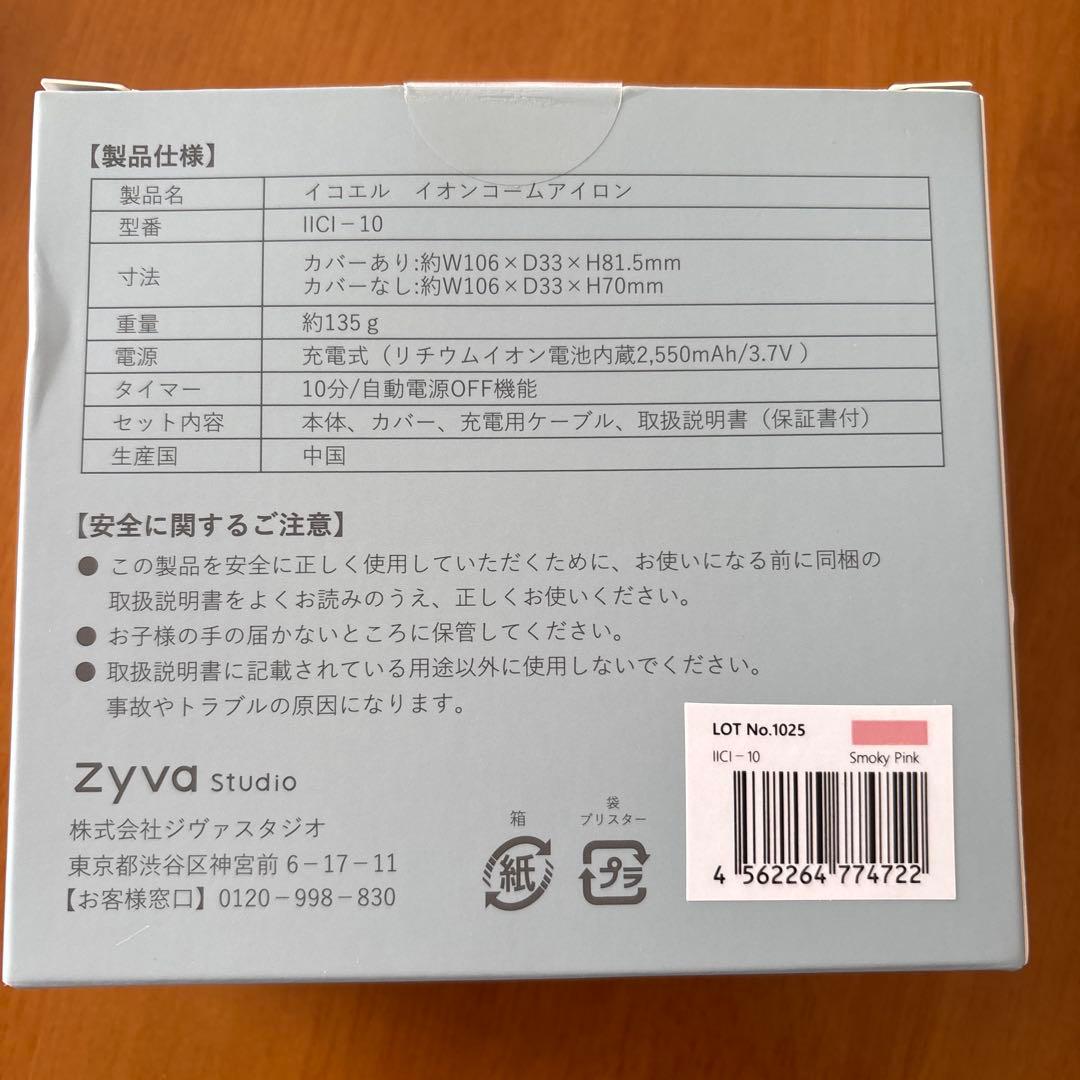 【製品仕様】
製品名 イコエル イオンコームアイロン
型番 IICI－10
寸法 カバーあり:約W106×D33×H81.5mm
カバーなし:約W106×D33×H70mm
重量 約135ｇ
電源 充電式（リチウムイオン電池内蔵2,550mAh/3.7V）
タイマー 10分/自動電源OFF機能
セット内容 本体、カバー、充電用ケーブル、取扱説明書（保証書付）
生産国 中国
【安全に関するご注意】
● この製品を安全に正しく使用していただくために、お使いになる前に同梱の
取扱説明書をよくお読みのうえ、正しくお使いください。
● お子様の手の届かないところに保管してください。
● 取扱説明書に記載されている用途以外に使用しないでください。
事故やトラブルの原因になります。
zyva Studio
株式会社ジヴァスタジオ
東京都渋谷区神宮前 6－17－11
【お客様窓口】0120－998－830
箱
紙
袋
ブリスター
プラ
LOT No.1025
IICI－10 Smoky Pink
4 562264 774722